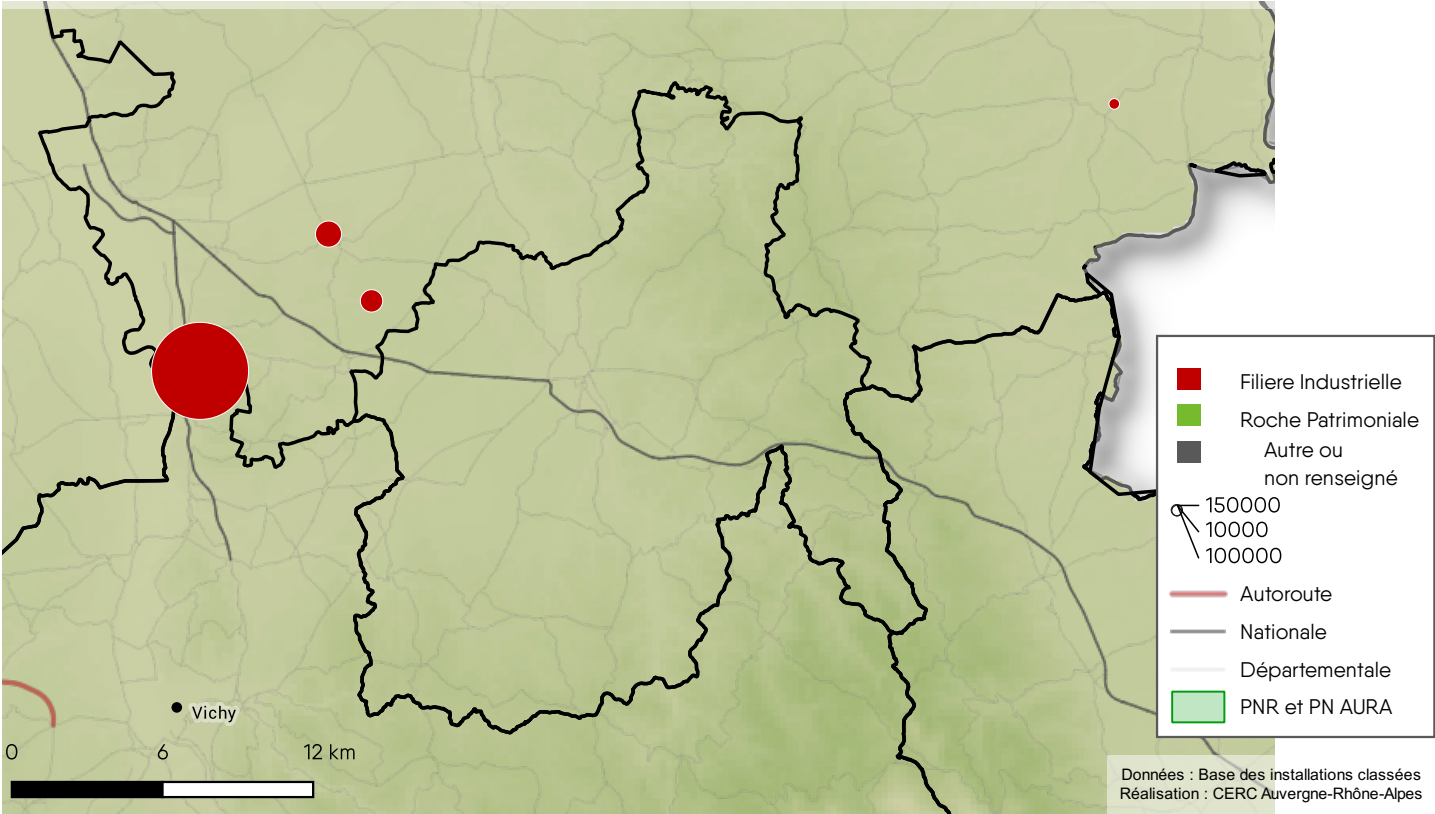 Filiere Industrielle
Roche Patrimoniale
Autre ou
non renseigné
150000
10000
100000
Autoroute
Nationale
Départementale
PNR et PN AURA
Vichy
0 6 12 km
Données : Base des installations classées
Réalisation : CERC Auvergne-Rhône-Alpes